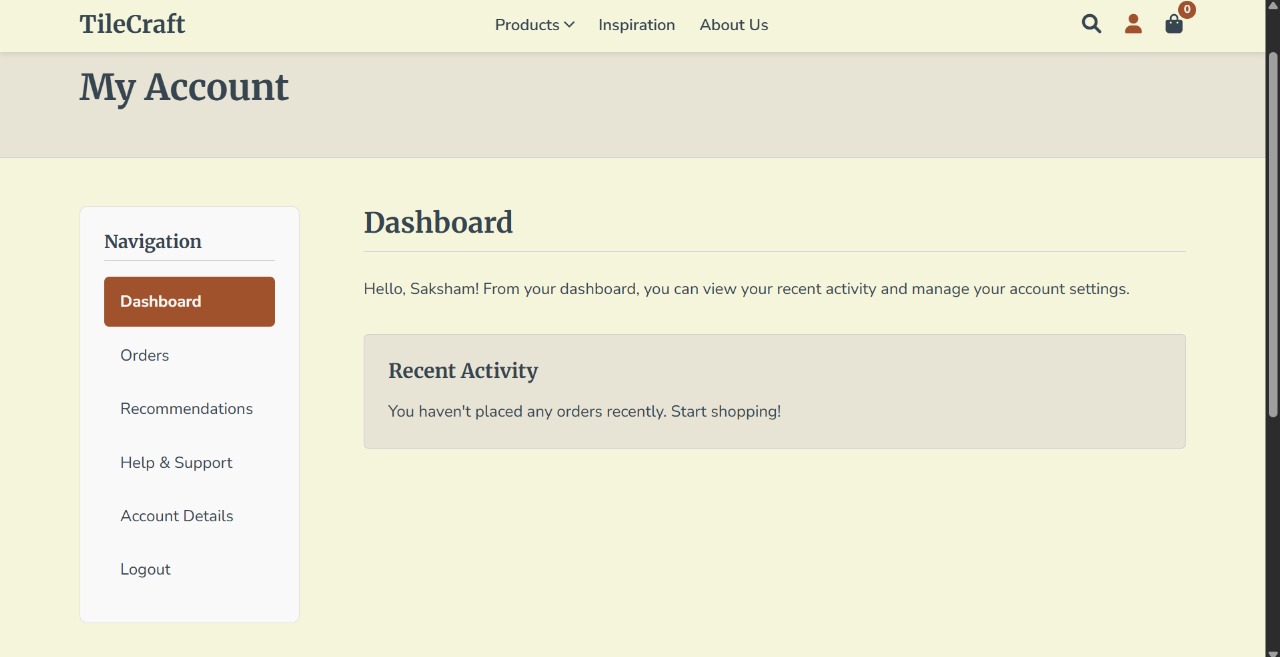 TileCraft
Products
Inspiration
About Us
0
My Account
Navigation
Dashboard
Orders
Recommendations
Help & Support
Account Details
Logout
Dashboard
Hello, Saksham! From your dashboard, you can view your recent activity and manage your account settings.
Recent Activity
You haven't placed any orders recently. Start shopping!